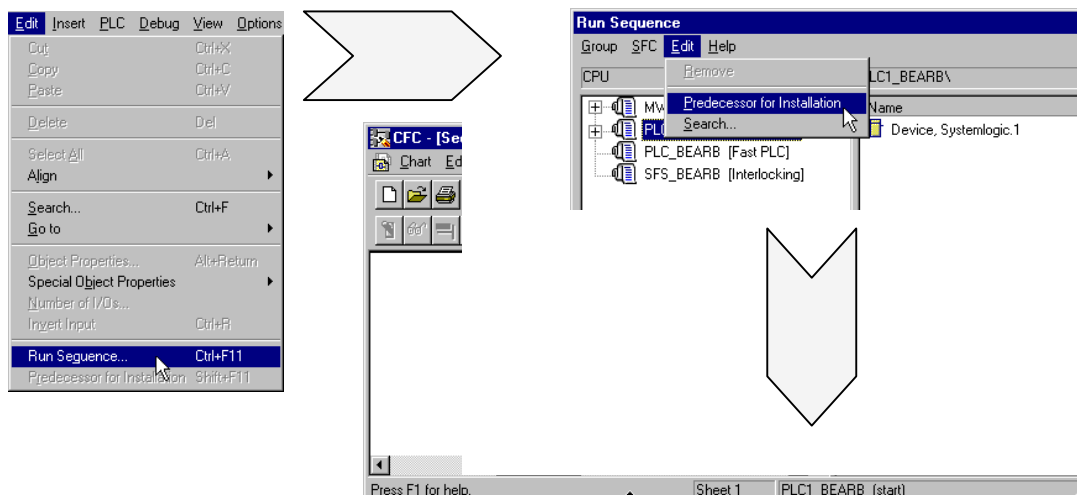 Edit Insert PLC Debug View Options
Cut Ctrl+X
Copy Ctrl+C
Paste Ctrl+V
Delete Del
Select All Ctrl+A
Align
Search... Ctrl+F
Go to
Object Properties... Alt+Return
Special Object Properties
Number of I/Os...
Invert Input Ctrl+R
Run Sequence... Ctrl+F11
Predecessor for Installation Shift+F11
Run Sequence
Group SFC Edit Help
CPU
Remove
LC1_BEARB\
Predecessor for Installation
Search...
Name
Device, Systemlogic.1
PLC_BEARB [Fast PLC]
SFS_BEARB [Interlocking]
CFC - [Se
Chart Ed
Press F1 for help.
Sheet 1
PLC1_BEARB (start)